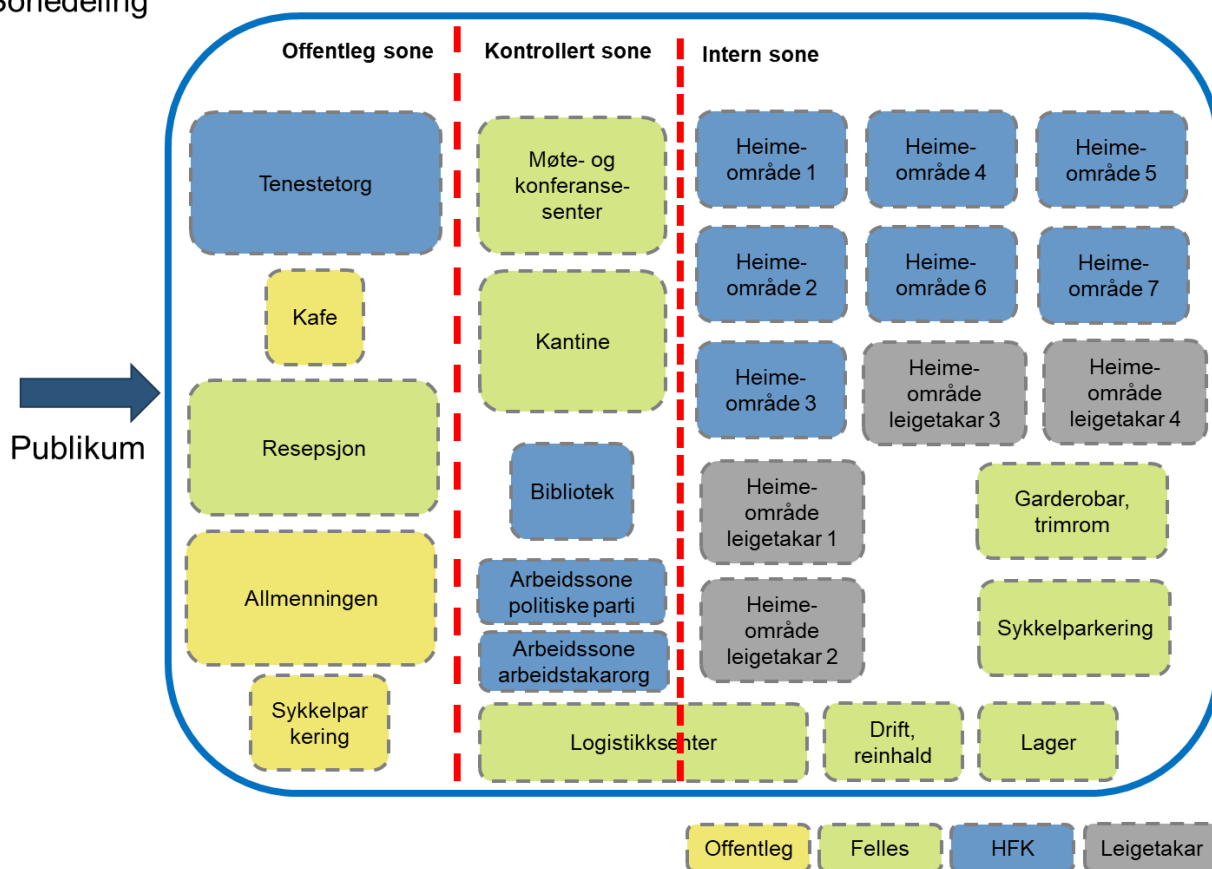 Sonedeling
Offentleg sone
Kontrollert sone
Intern sone
Publikum
Tenestetorg
Kafe
Resepsjon
Allmenningen
Sykkelpar
kering
Møte- og
konferanse-
senter
Kantine
Bibliotek
Arbeidssone
politiske parti
Arbeidssone
arbeidstakarorg
Logistikksenter
Heime-
område 1
Heime-
område 4
Heime-
område 5
Heime-
område 2
Heime-
område 6
Heime-
område 7
Heime-
område 3
Heime-
område
leigetakar 3
Heime-
område
leigetakar 4
Heime-
område
leigetakar 1
Garderobar,
trimrom
Heime-
område
leigetakar 2
Sykkelparkering
Drift,
reinhald
Lager
Offentleg
Felles
HFK
Leigetakar